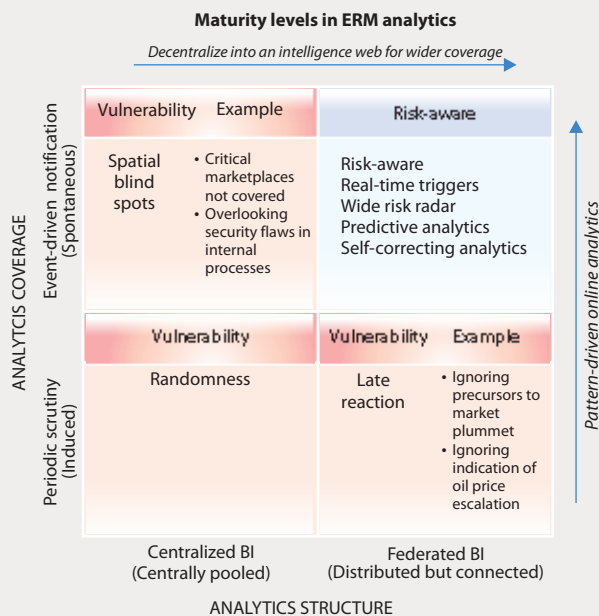 Maturity levels in ERM analytics
Decentralize into an intelligence web for wider coverage
Vulnerability Example
Spatial
blind
spots
• Critical
marketplaces
not covered
• Overlooking
security flaws in
internal
processes
Risk-aware
Risk-aware
Real-time triggers
Wide risk radar
Predictive analytics
Self-correcting analytics
Vulnerability
Randomness
Vulnerability Example
Late
reaction
• Ignoring
precursors to
market
plummet
• Ignoring
indication of
oil price
escalation
ANALYTCIS COVERAGE
Event-driven notification
(Spontaneous)
Periodic scrutiny
(Induced)
Pattern-driven online analytics
Centralized BI
(Centrally pooled)
Federated BI
(Distributed but connected)
ANALYTICS STRUCTURE